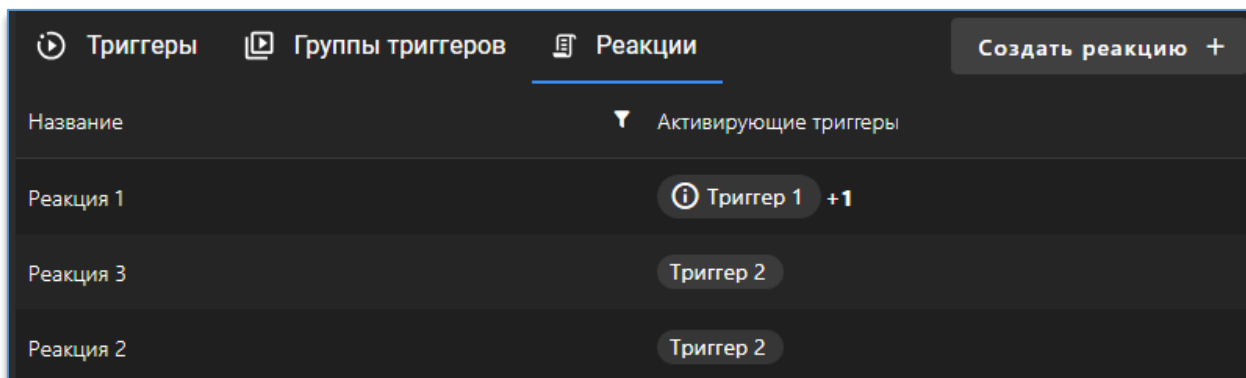 Триггеры Группы триггеров Реакции Создать реакцию +
Название Активирующие триггеры
Реакция 1 Триггер 1 +1
Реакция 3 Триггер 2
Реакция 2 Триггер 2